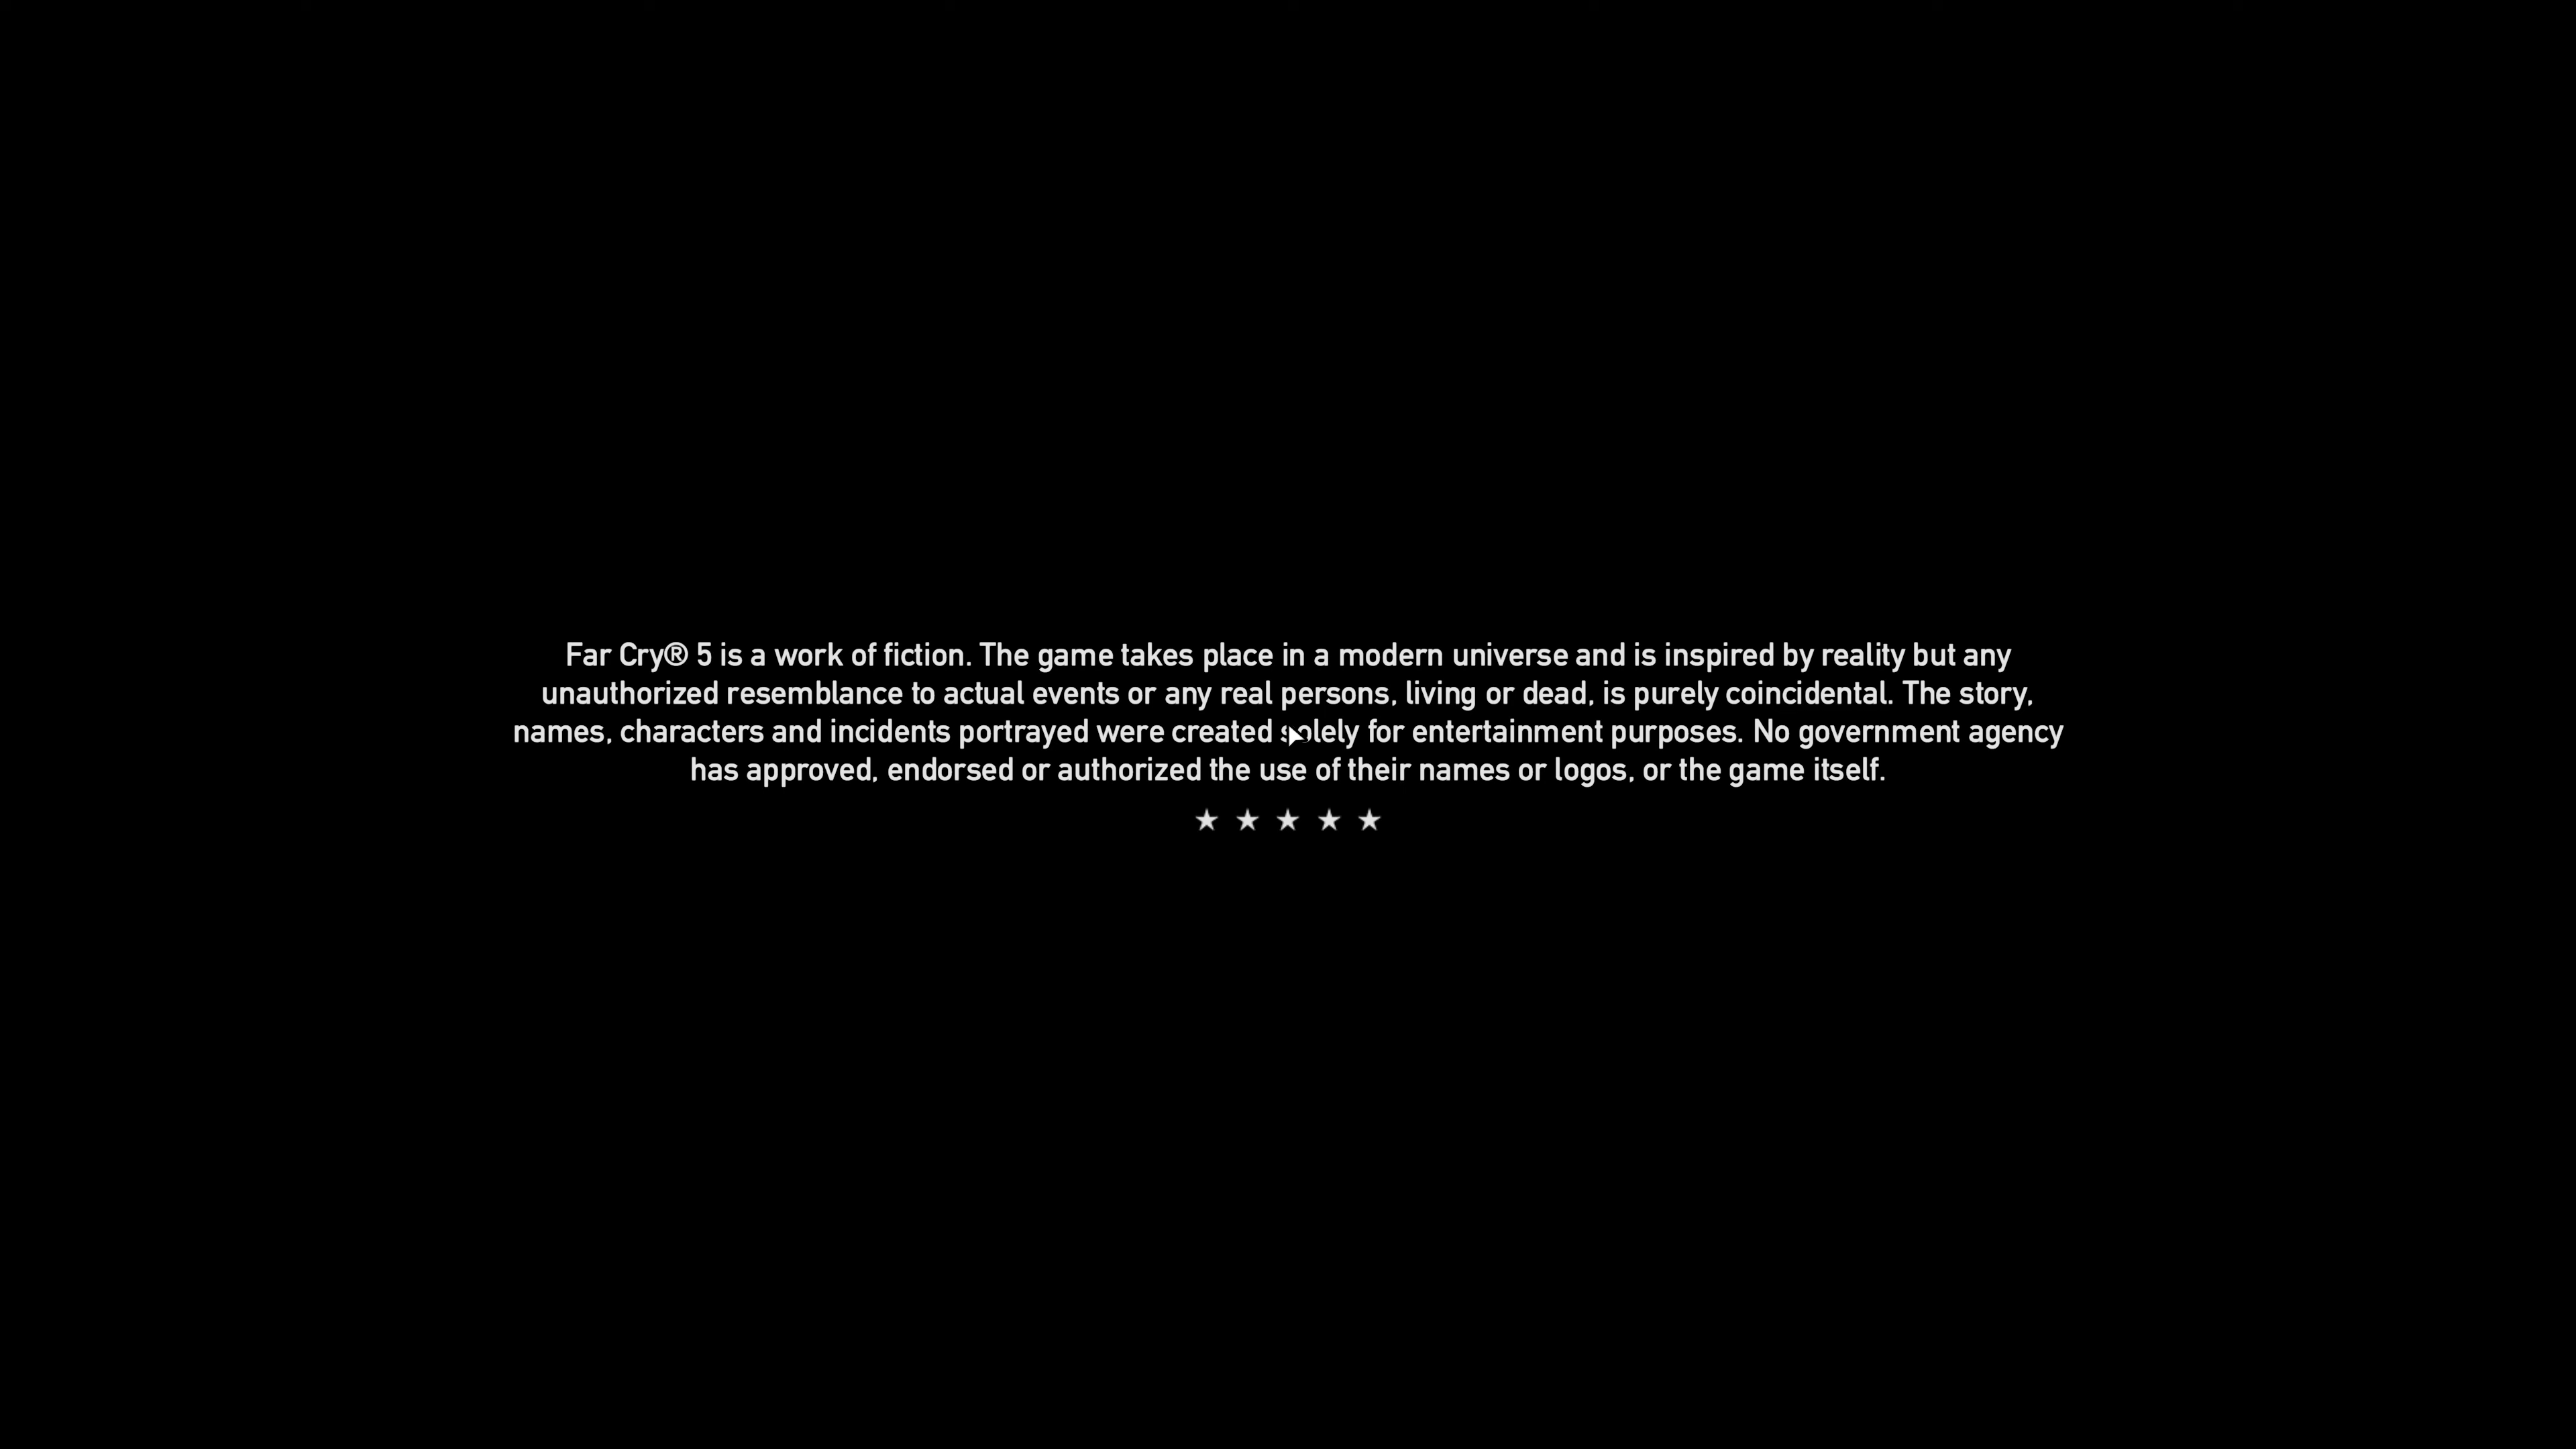 Far Cry® 5 is a work of fiction. The game takes place in a modern universe and is inspired by reality but any
unauthorized resemblance to actual events or any real persons, living or dead, is purely coincidental. The story,
names, characters and incidents portrayed were created solely for entertainment purposes. No government agency
has approved, endorsed or authorized the use of their names or logos, or the game itself.
★ ★ ★ ★ ★